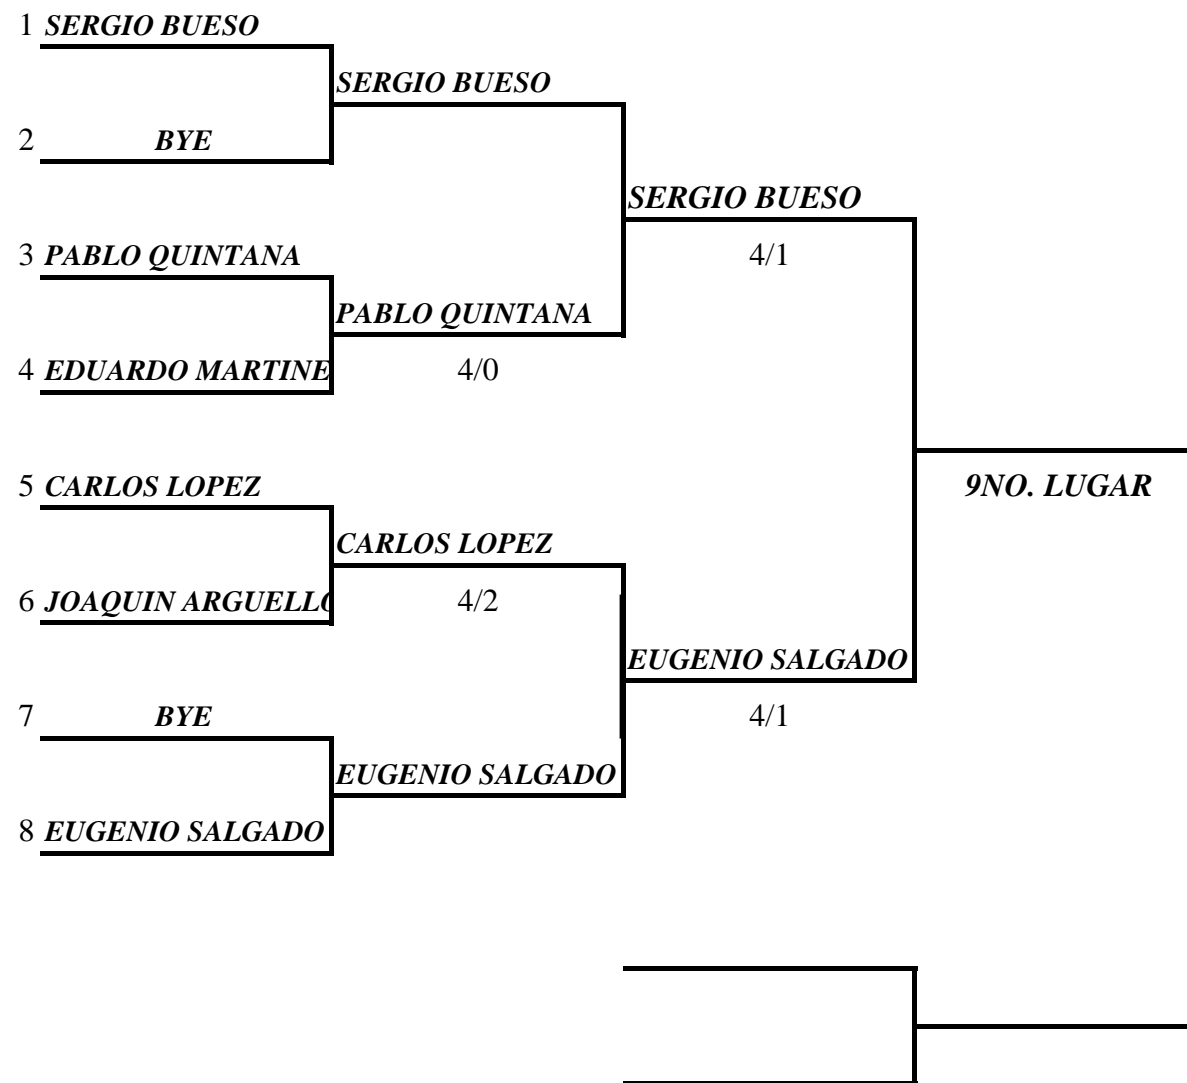 1 SERGIO BUESO
SERGIO BUESO
2 BYE
SERGIO BUESO
3 PABLO QUINTANA
4/1
PABLO QUINTANA
4 EDUARDO MARTINE
4/0
9NO. LUGAR
5 CARLOS LOPEZ
CARLOS LOPEZ
6 JOAQUIN ARGUELLO
4/2
EUGENIO SALGADO
7 BYE
4/1
EUGENIO SALGADO
8 EUGENIO SALGADO